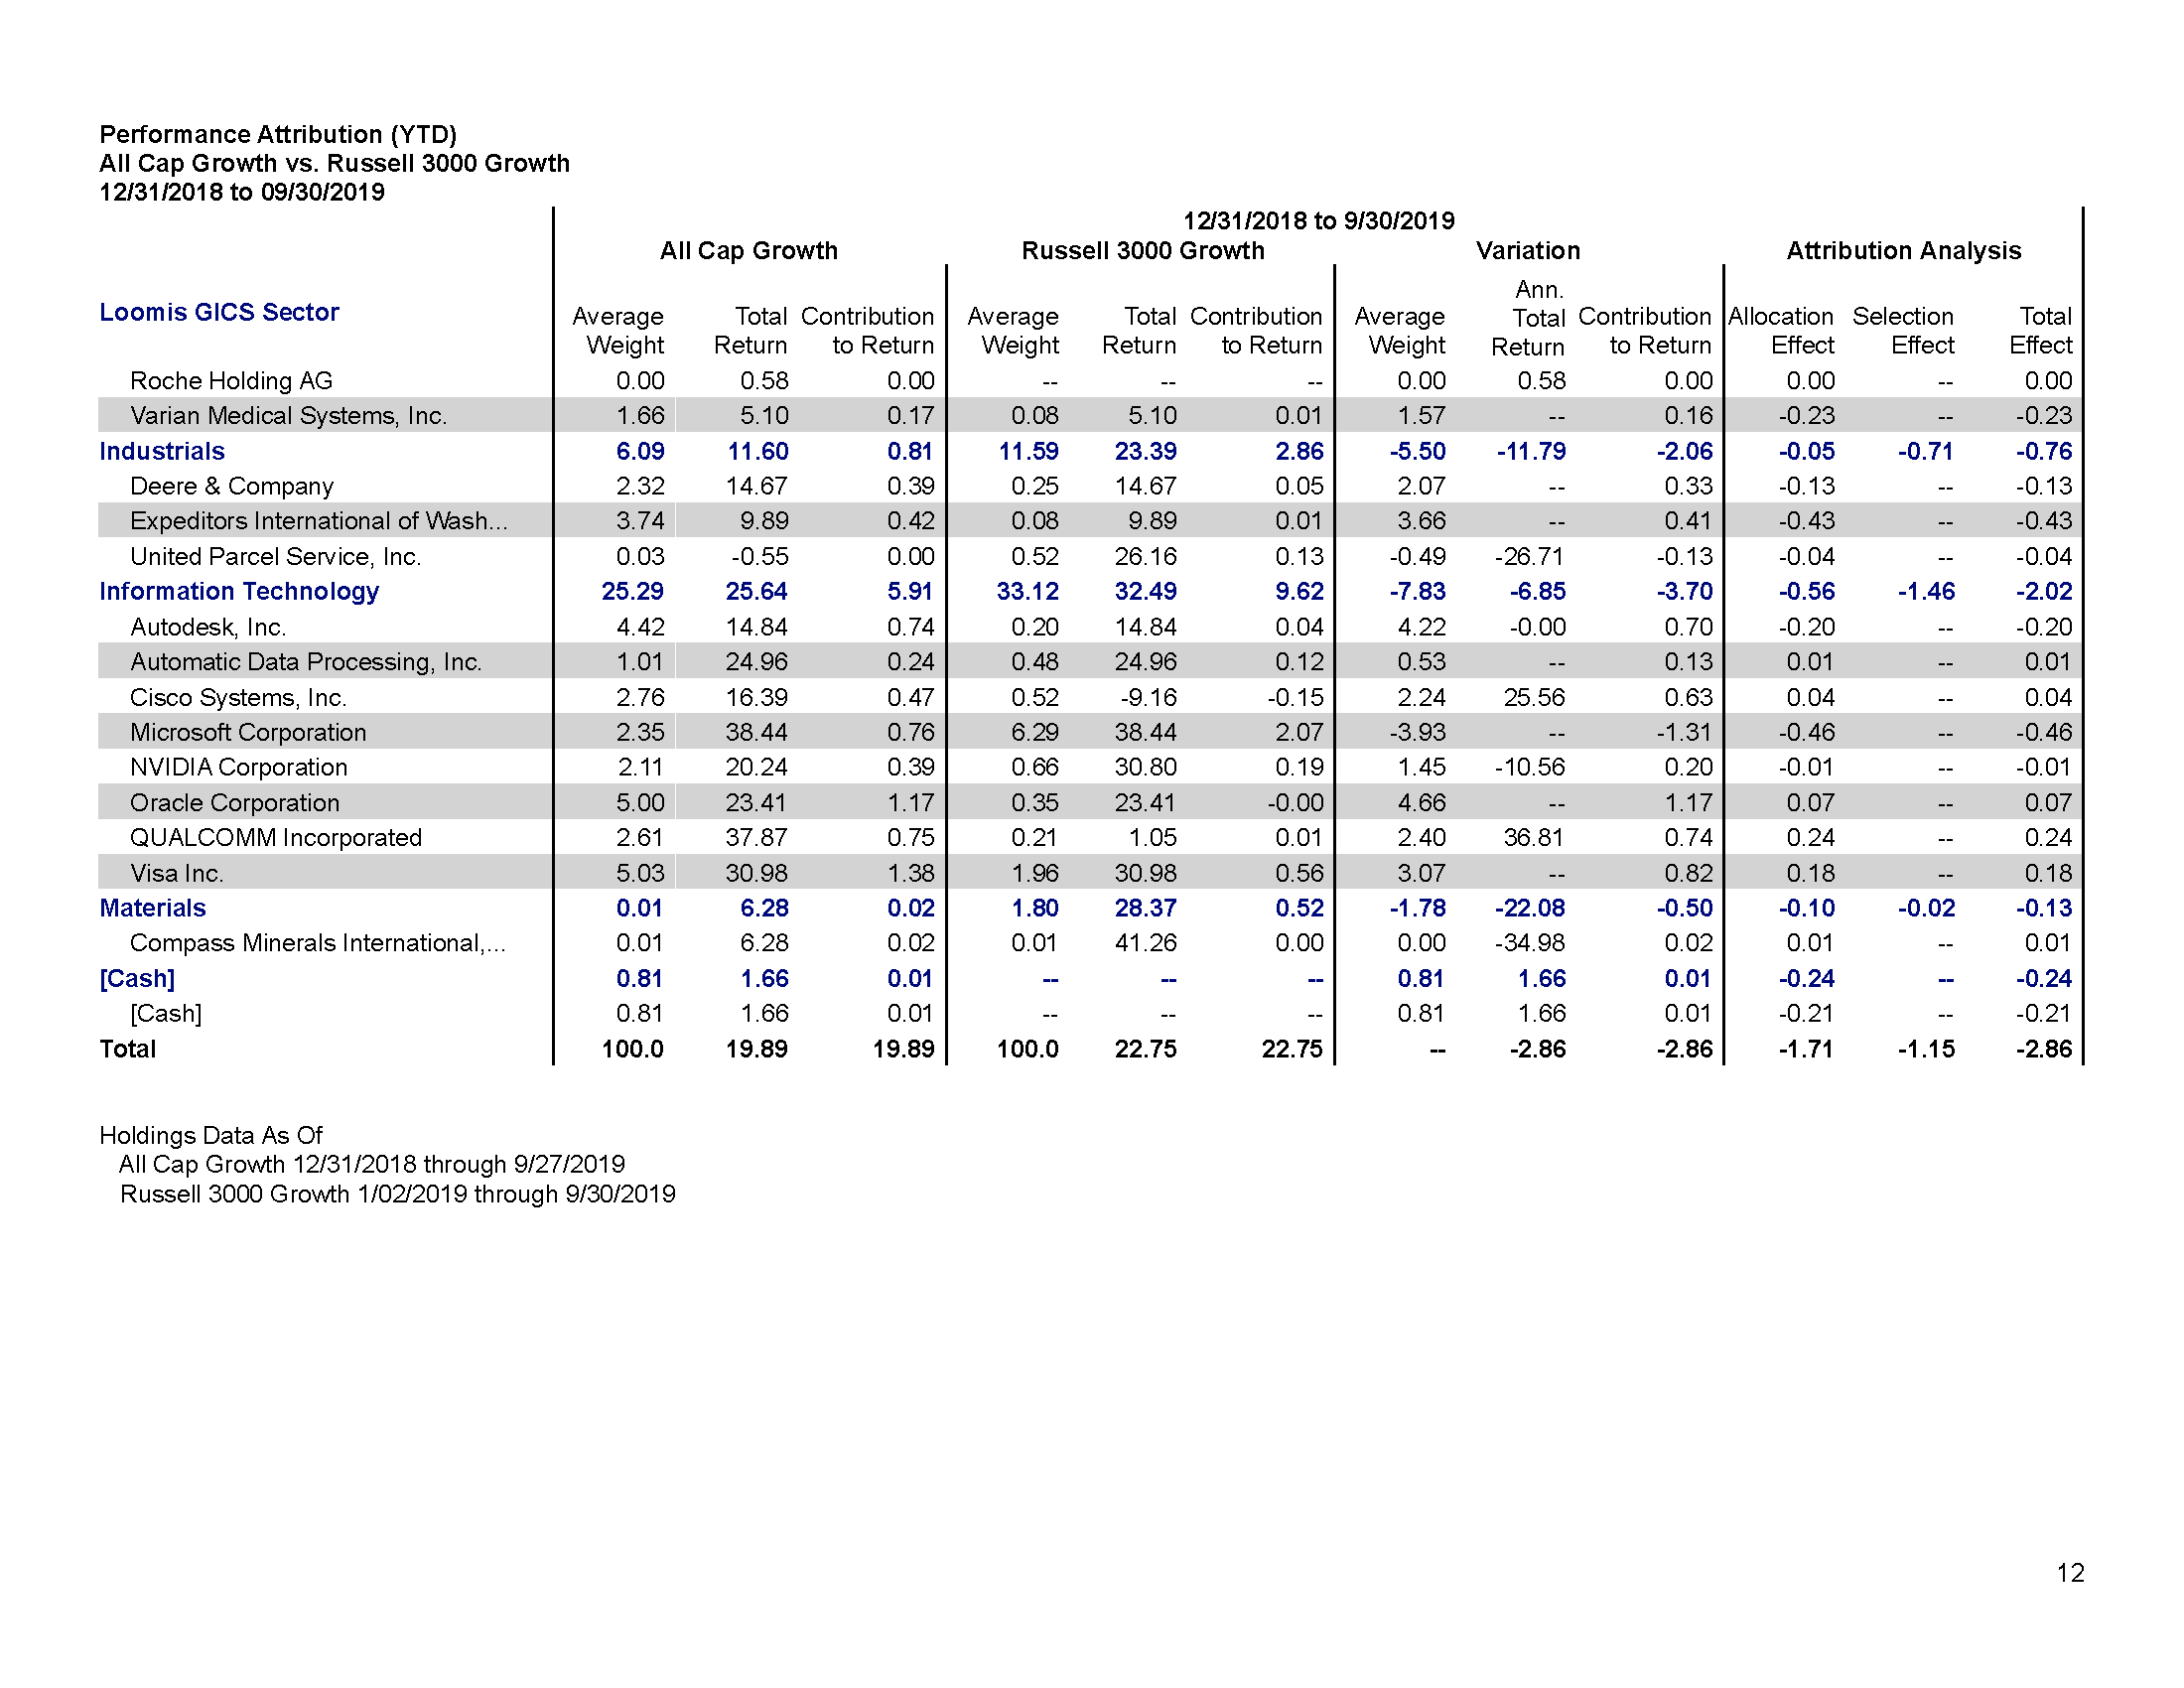 Performance Attribution (YTD)
All Cap Growth vs. Russell 3000 Growth
12/31/2018 to 09/30/2019
12/31/2018 to 9/30/2019
All Cap Growth Russell 3000 Growth Variation Attribution Analysis
Loomis GICS Sector Average Weight Total Return Contribution to Return Average Weight Total Return Contribution to Return Average Weight Ann. Total Return Contribution to Return Allocation Effect Selection Effect Total Effect
Roche Holding AG 0.00 0.58 0.00 -- -- -- 0.00 0.58 0.00 0.00 -- 0.00
Varian Medical Systems, Inc. 1.66 5.10 0.17 0.08 5.10 0.01 1.57 -- 0.16 -0.23 -- -0.23
Industrials 6.09 11.60 0.81 11.59 23.39 2.86 -5.50 -11.79 -2.06 -0.05 -0.71 -0.76
Deere & Company 2.32 14.67 0.39 0.25 14.67 0.05 2.07 -- 0.33 -0.13 -- -0.13
Expeditors International of Wash... 3.74 9.89 0.42 0.08 9.89 0.01 3.66 -- 0.41 -0.43 -- -0.43
United Parcel Service, Inc. 0.03 -0.55 0.00 0.52 26.16 0.13 -0.49 -26.71 -0.13 -0.04 -- -0.04
Information Technology 25.29 25.64 5.91 33.12 32.49 9.62 -7.83 -6.85 -3.70 -0.56 -1.46 -2.02
Autodesk, Inc. 4.42 14.84 0.74 0.20 14.84 0.04 4.22 -0.00 0.70 -0.20 -- -0.20
Automatic Data Processing, Inc. 1.01 24.96 0.24 0.48 24.96 0.12 0.53 -- 0.13 0.01 -- 0.01
Cisco Systems, Inc. 2.76 16.39 0.47 0.52 -9.16 -0.15 2.24 25.56 0.63 0.04 -- 0.04
Microsoft Corporation 2.35 38.44 0.76 6.29 38.44 2.07 -3.93 -- -1.31 -0.46 -- -0.46
NVIDIA Corporation 2.11 20.24 0.39 0.66 30.80 0.19 1.45 -10.56 0.20 -0.01 -- -0.01
Oracle Corporation 5.00 23.41 1.17 0.35 23.41 -0.00 4.66 -- 1.17 0.07 -- 0.07
QUALCOMM Incorporated 2.61 37.87 0.75 0.21 1.05 0.01 2.40 36.81 0.74 0.24 -- 0.24
Visa Inc. 5.03 30.98 1.38 1.96 30.98 0.56 3.07 -- 0.82 0.18 -- 0.18
Materials 0.01 6.28 0.02 1.80 28.37 0.52 -1.78 -22.08 -0.50 -0.10 -0.02 -0.13
Compass Minerals International,... 0.01 6.28 0.02 0.01 41.26 0.00 0.00 -34.98 0.02 0.01 -- 0.01
[Cash] 0.81 1.66 0.01 -- -- -- 0.81 1.66 0.01 -0.24 -- -0.24
[Cash] 0.81 1.66 0.01 -- -- -- 0.81 1.66 0.01 -0.21 -- -0.21
Total 100.0 19.89 19.89 100.0 22.75 22.75 -- -2.86 -2.86 -1.71 -1.15 -2.86
Holdings Data As Of
All Cap Growth 12/31/2018 through 9/27/2019
Russell 3000 Growth 1/02/2019 through 9/30/2019
12